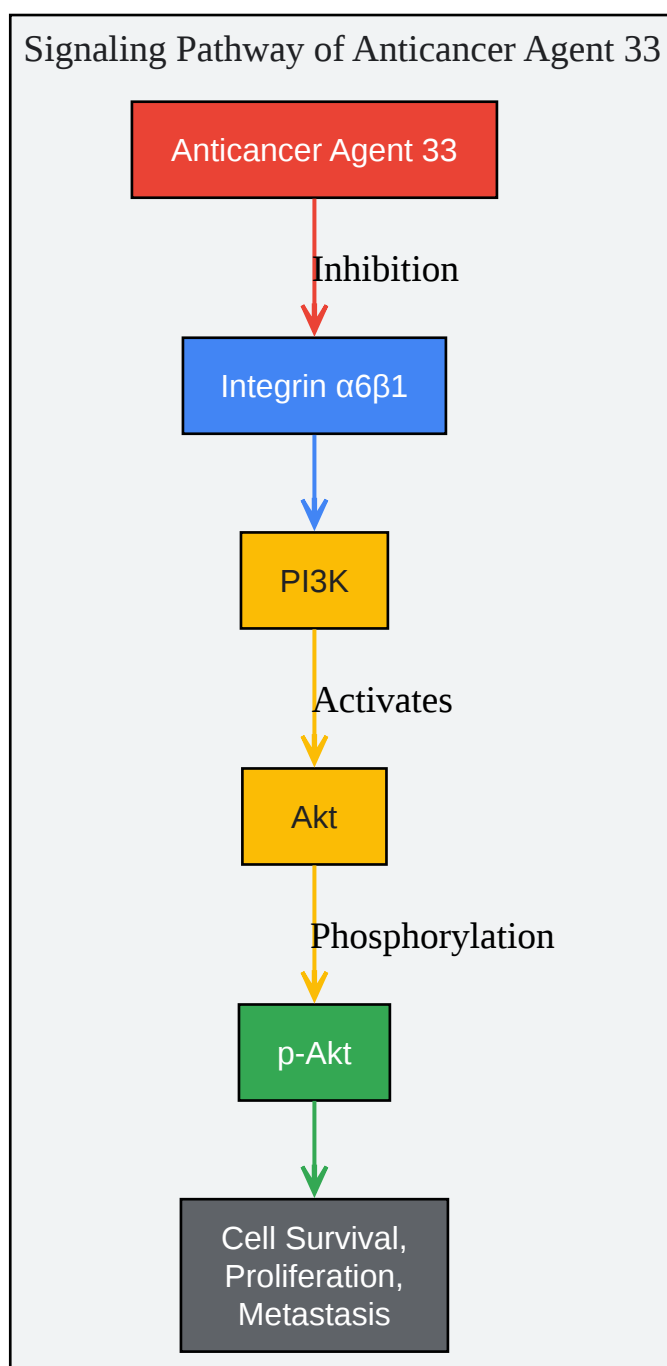 Signaling Pathway of Anticancer Agent 33
Anticancer Agent 33
Inhibition
Integrin α6β1
PI3K
Activates
Akt
Phosphorylation
p-Akt
Cell Survival,
Proliferation,
Metastasis